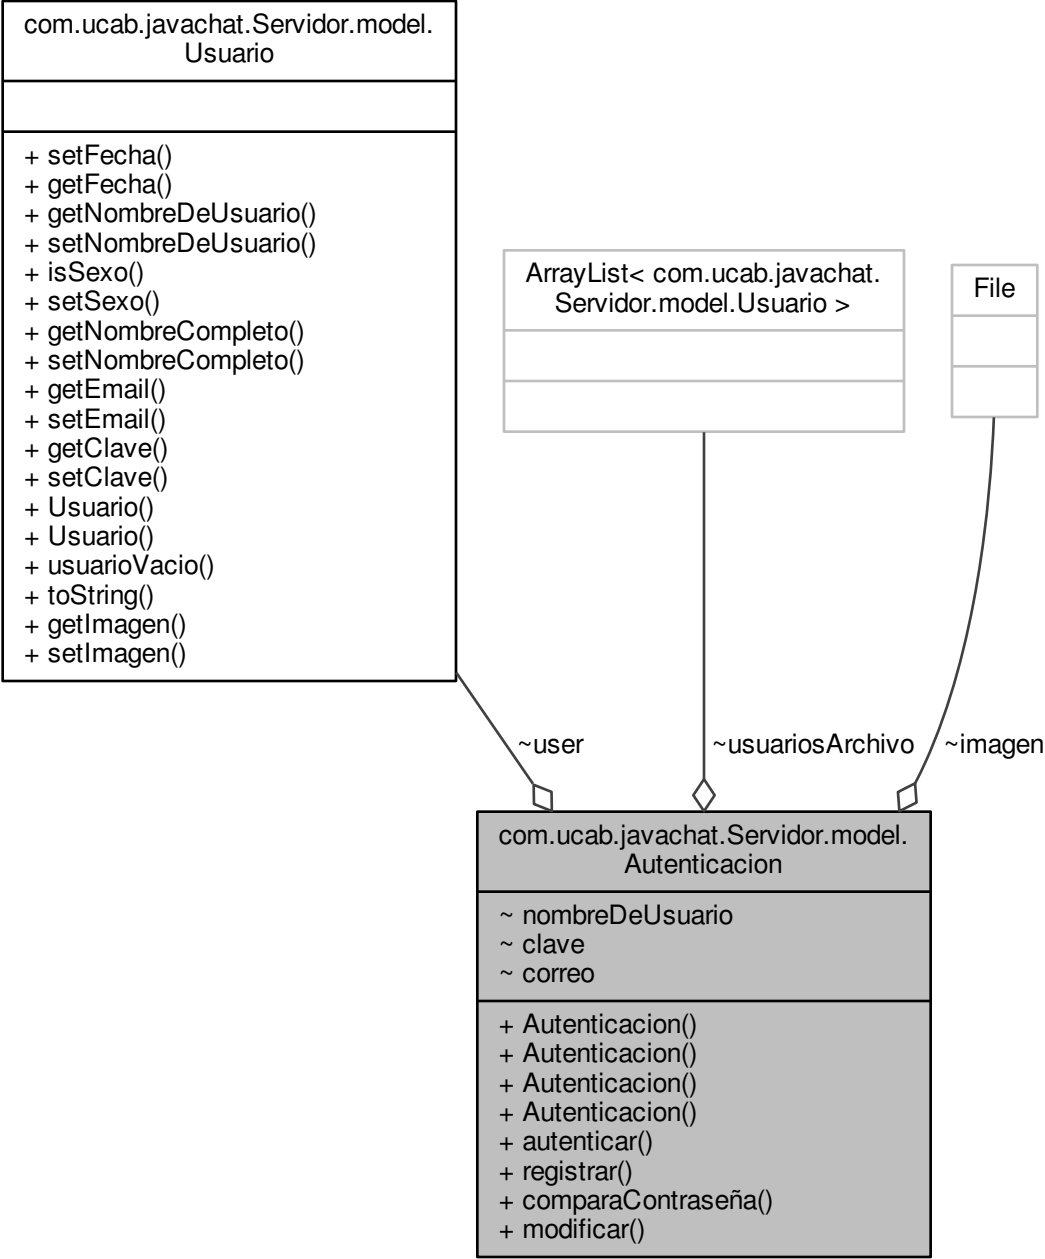 com.ucab.javachat.Servidor.model.
Usuario
+ setFecha()
+ getFecha()
+ getNombreDeUsuario()
+ setNombreDeUsuario()
+ isSexo()
+ setSexo()
+ getNombreCompleto()
+ setNombreCompleto()
+ getEmail()
+ setEmail()
+ getClave()
+ setClave()
+ Usuario()
+ Usuario()
+ usuarioVacio()
+ toString()
+ getImagen()
+ setImagen()
ArrayList< com.ucab.javachat.
Servidor.model.Usuario >
File
~user
~usuariosArchivo
~imagen
com.ucab.javachat.Servidor.model.
Autenticacion
~ nombreDeUsuario
~ clave
~ correo
+ Autenticacion()
+ Autenticacion()
+ Autenticacion()
+ Autenticacion()
+ autenticar()
+ registrar()
+ comparaContraseña()
+ modificar()